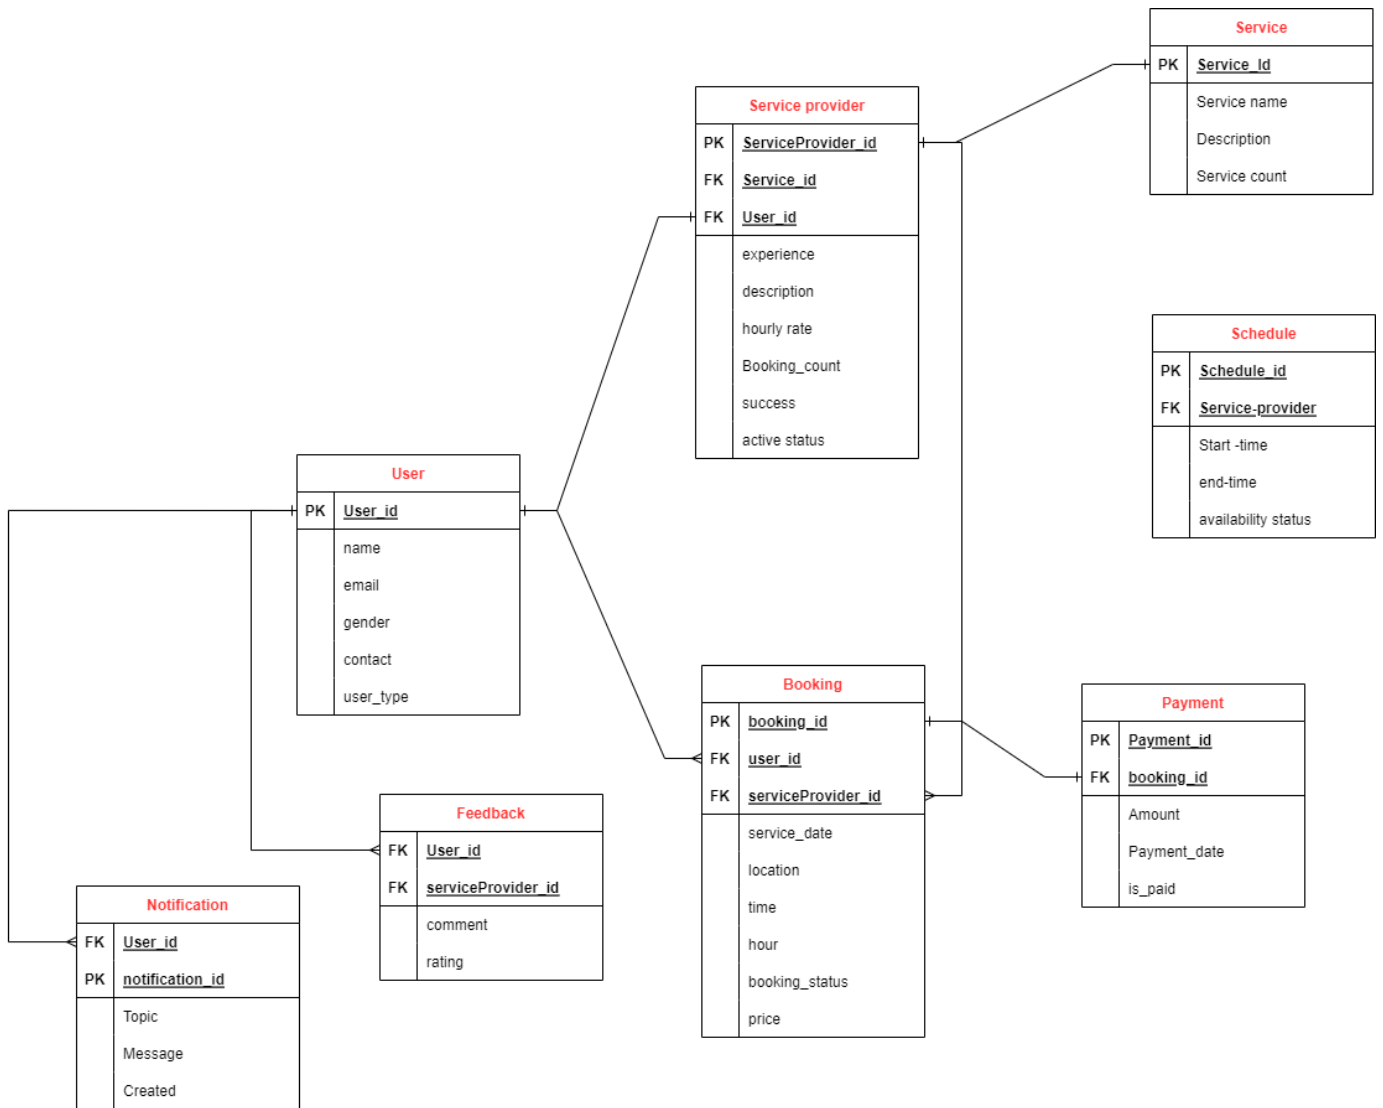 Service
PK Service_Id
Service name
Description
Service count
Service provider
PK ServiceProvider_id
FK Service_id
FK User_id
experience
description
hourly rate
Booking_count
success
active status
Schedule
PK Schedule_id
FK Service-provider
Start -time
end-time
availability status
User
PK User_id
name
email
gender
contact
user_type
Booking
PK booking_id
FK user_id
FK serviceProvider_id
service_date
location
time
hour
booking_status
price
Payment
PK Payment_id
FK booking_id
Amount
Payment_date
is_paid
Feedback
FK User_id
FK serviceProvider_id
comment
rating
Notification
FK User_id
PK notification_id
Topic
Message
Created